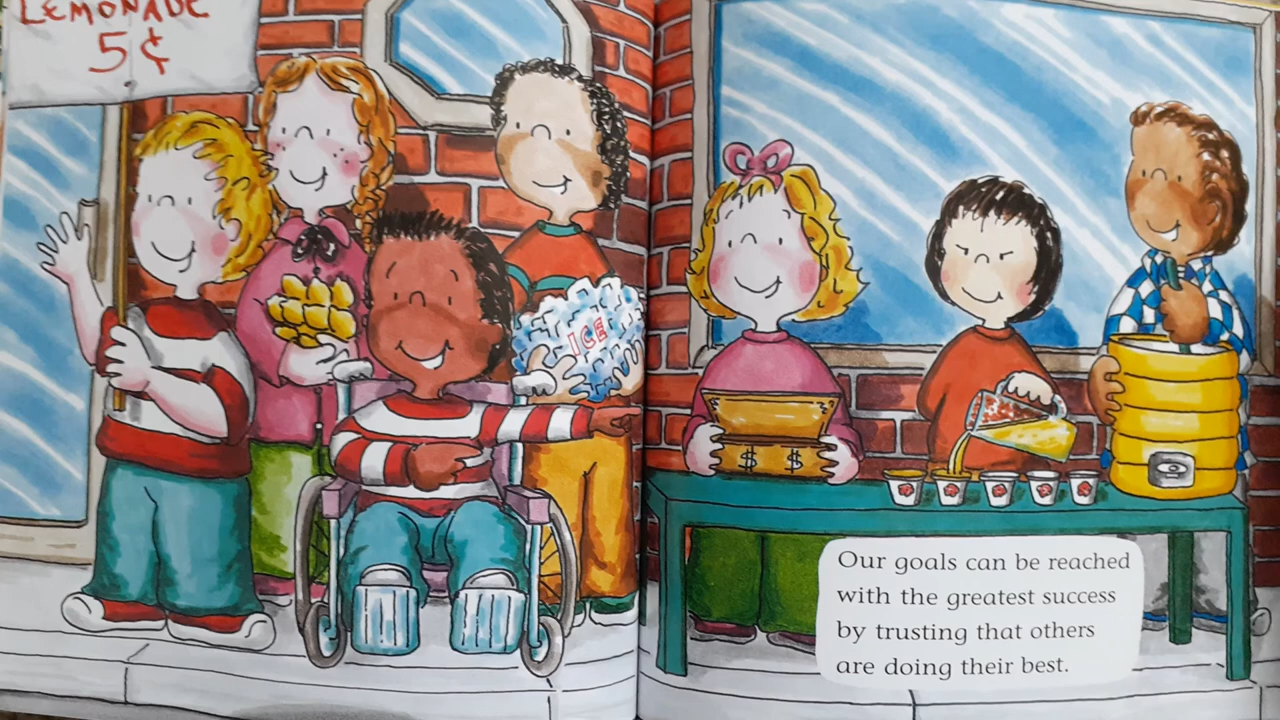 LEMONADE
5¢
ICE
$ $
Our goals can be reached
with the greatest success
by trusting that others
are doing their best.